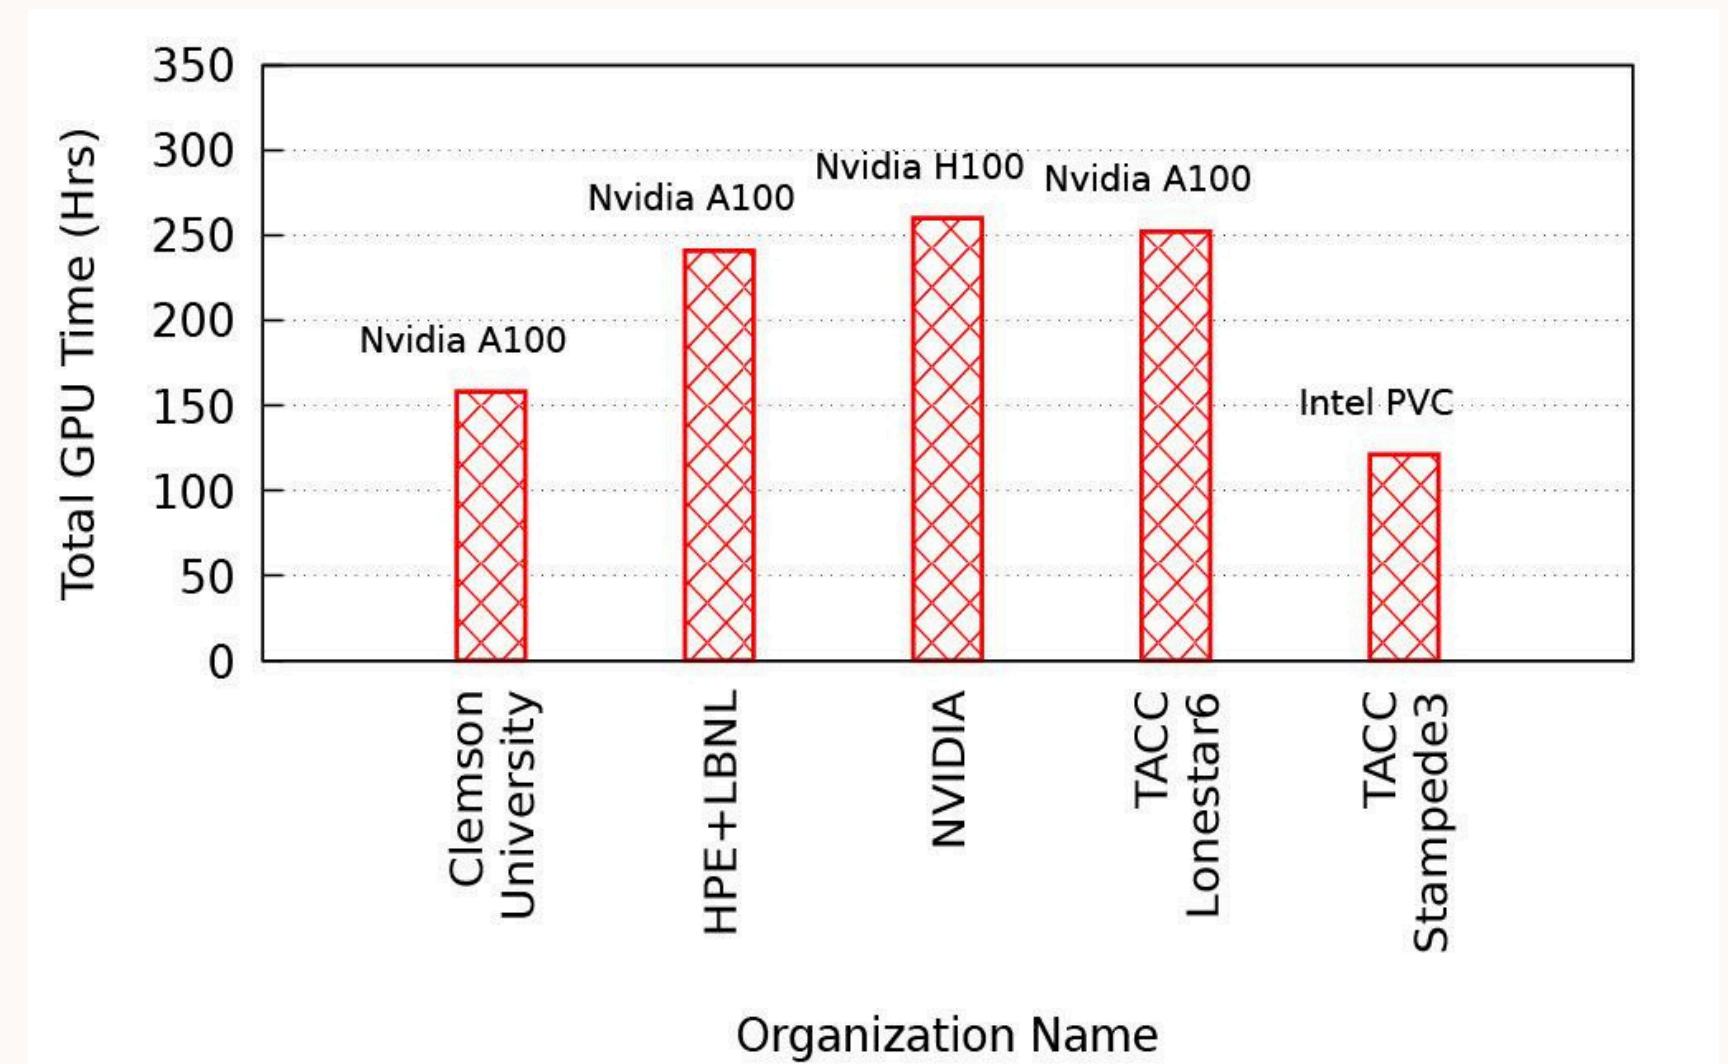 Total GPU Time (Hrs)
350
300
250
200
150
100
50
0
Nvidia A100
Nvidia A100
Nvidia H100
Nvidia A100
Intel PVC
Clemson
University
HPE+LBNL
NVIDIA
TACC
Lonestar6
TACC
Stampede3
Organization Name